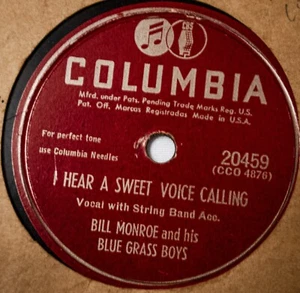 CBS
COLUMBIA
Mfrd. under Pats. Pending Trade Marks Reg. U.S.
Pat. Off. Marcas Registradas Made in U.S.A.
For perfect tone
use Columbia Needles
20459
(CCO 4876)
I HEAR A SWEET VOICE CALLING
Vocal with String Band Acc.
BILL MONROE and his
BLUE GRASS BOYS